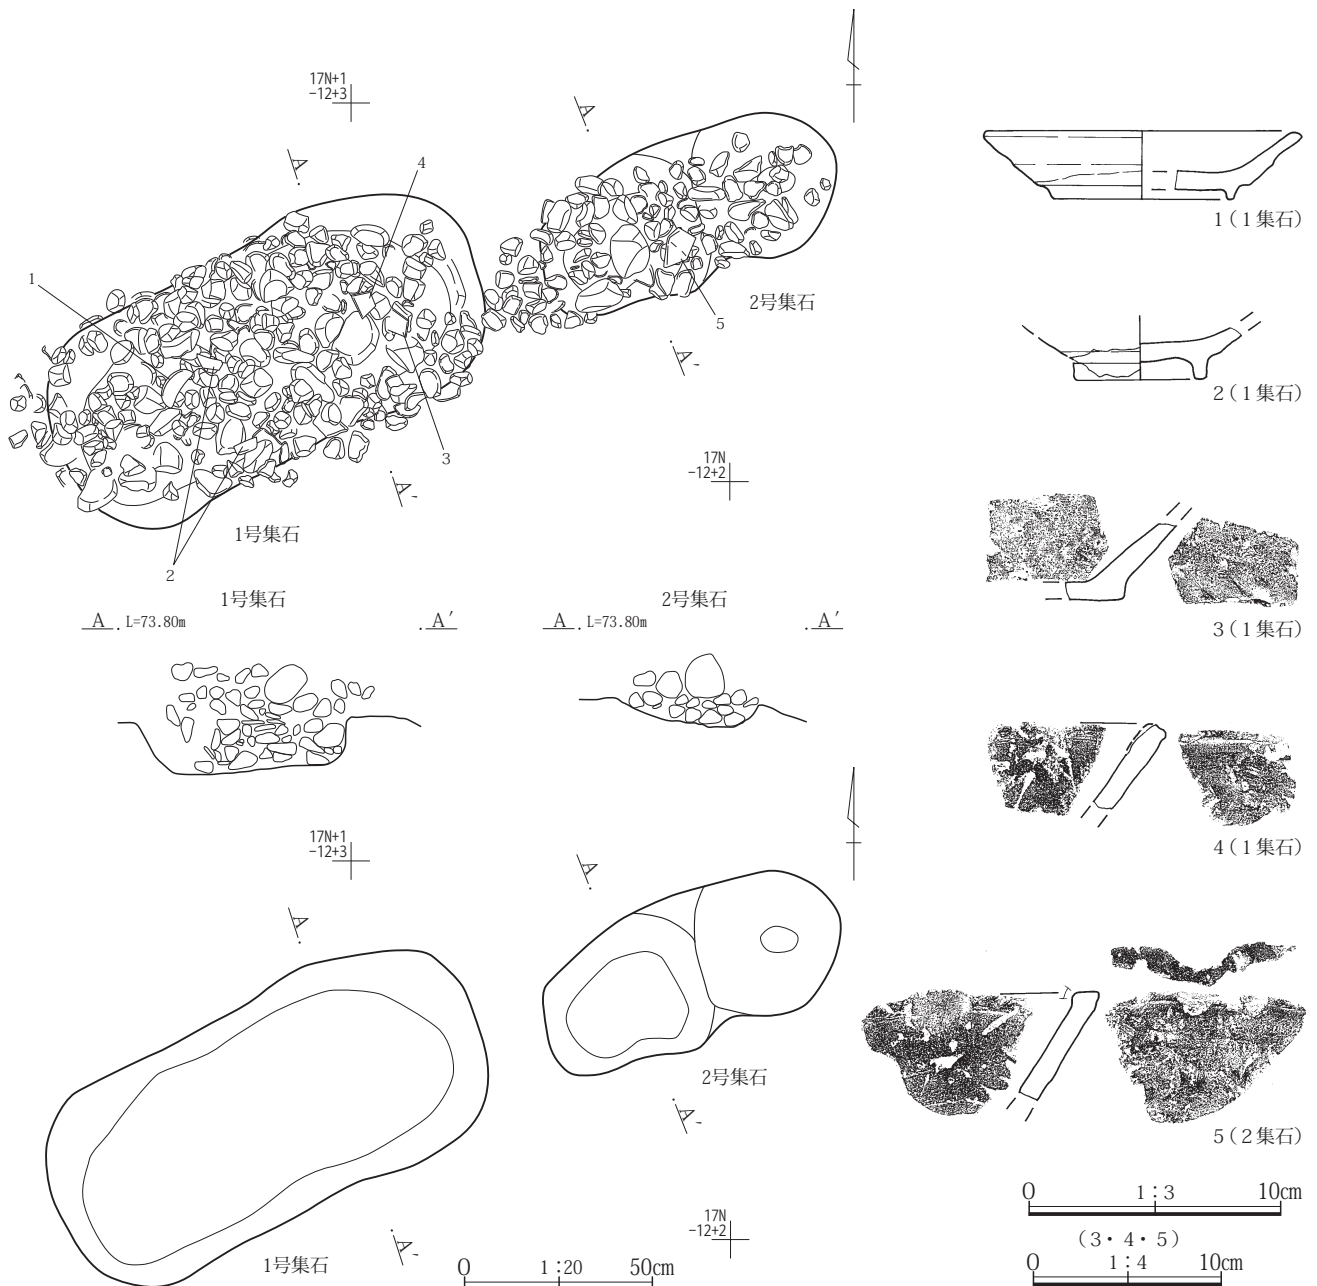 17N+1
-12+3
A
A
4
1
1(1集石)
2号集石
5
A′
2(1集石)
17N
-12+2
3
A′
1号集石
2
3(1集石)
1号集石
2号集石
A . L=73.80m . A′
A . L=73.80m . A′
4(1集石)
17N+1
-12+3
A
A
2号集石
A′
5(2集石)
17N
-12+2
1号集石
A′
0 1:20 50cm
0 1:3 10cm
(3・4・5)
0 1:4 10cm